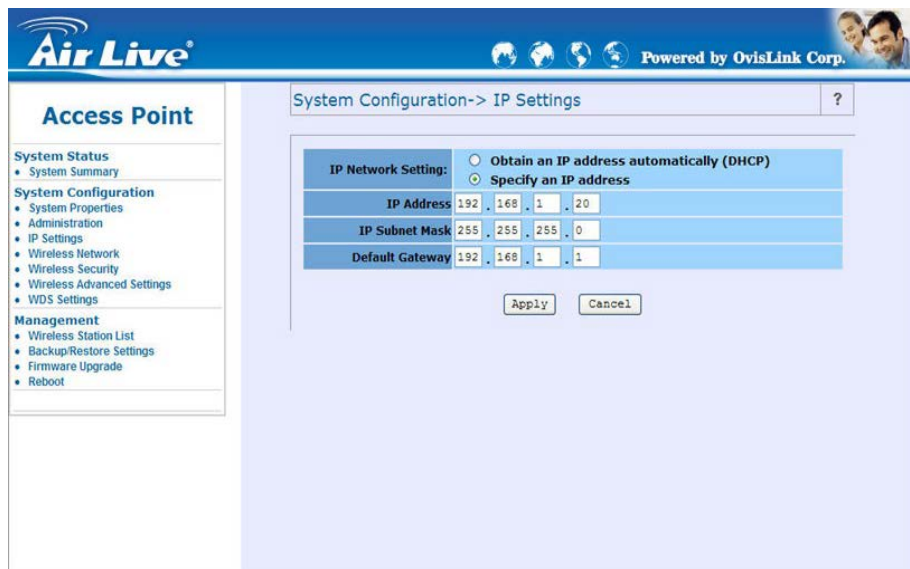 Air Live®
Powered by OvisLink Corp.
Access Point
System Status
• System Summary
System Configuration
• System Properties
• Administration
• IP Settings
• Wireless Network
• Wireless Security
• Wireless Advanced Settings
• WDS Settings
Management
• Wireless Station List
• Backup/Restore Settings
• Firmware Upgrade
• Reboot
System Configuration-> IP Settings ?
IP Network Setting: Obtain an IP address automatically (DHCP)
Specify an IP address
IP Address 192 . 168 . 1 . 20
IP Subnet Mask 255 . 255 . 255 . 0
Default Gateway 192 . 168 . 1 . 1
Apply Cancel